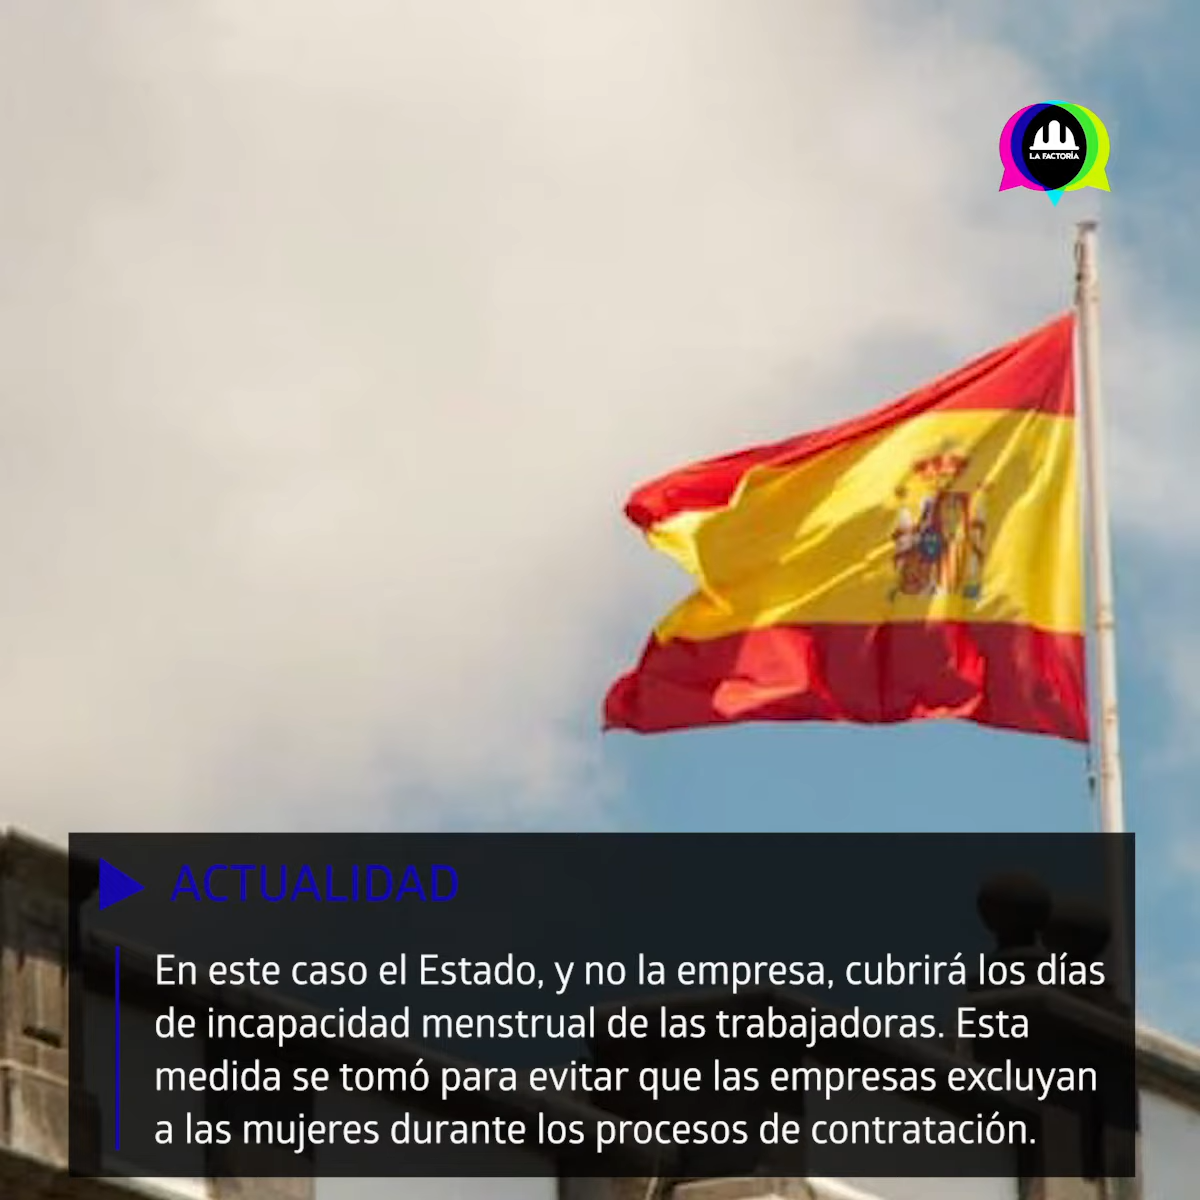 LA FACTORÍA
ACTUALIDAD
En este caso el Estado, y no la empresa, cubrirá los días
de incapacidad menstrual de las trabajadoras. Esta
medida se tomó para evitar que las empresas excluyan
a las mujeres durante los procesos de contratación.